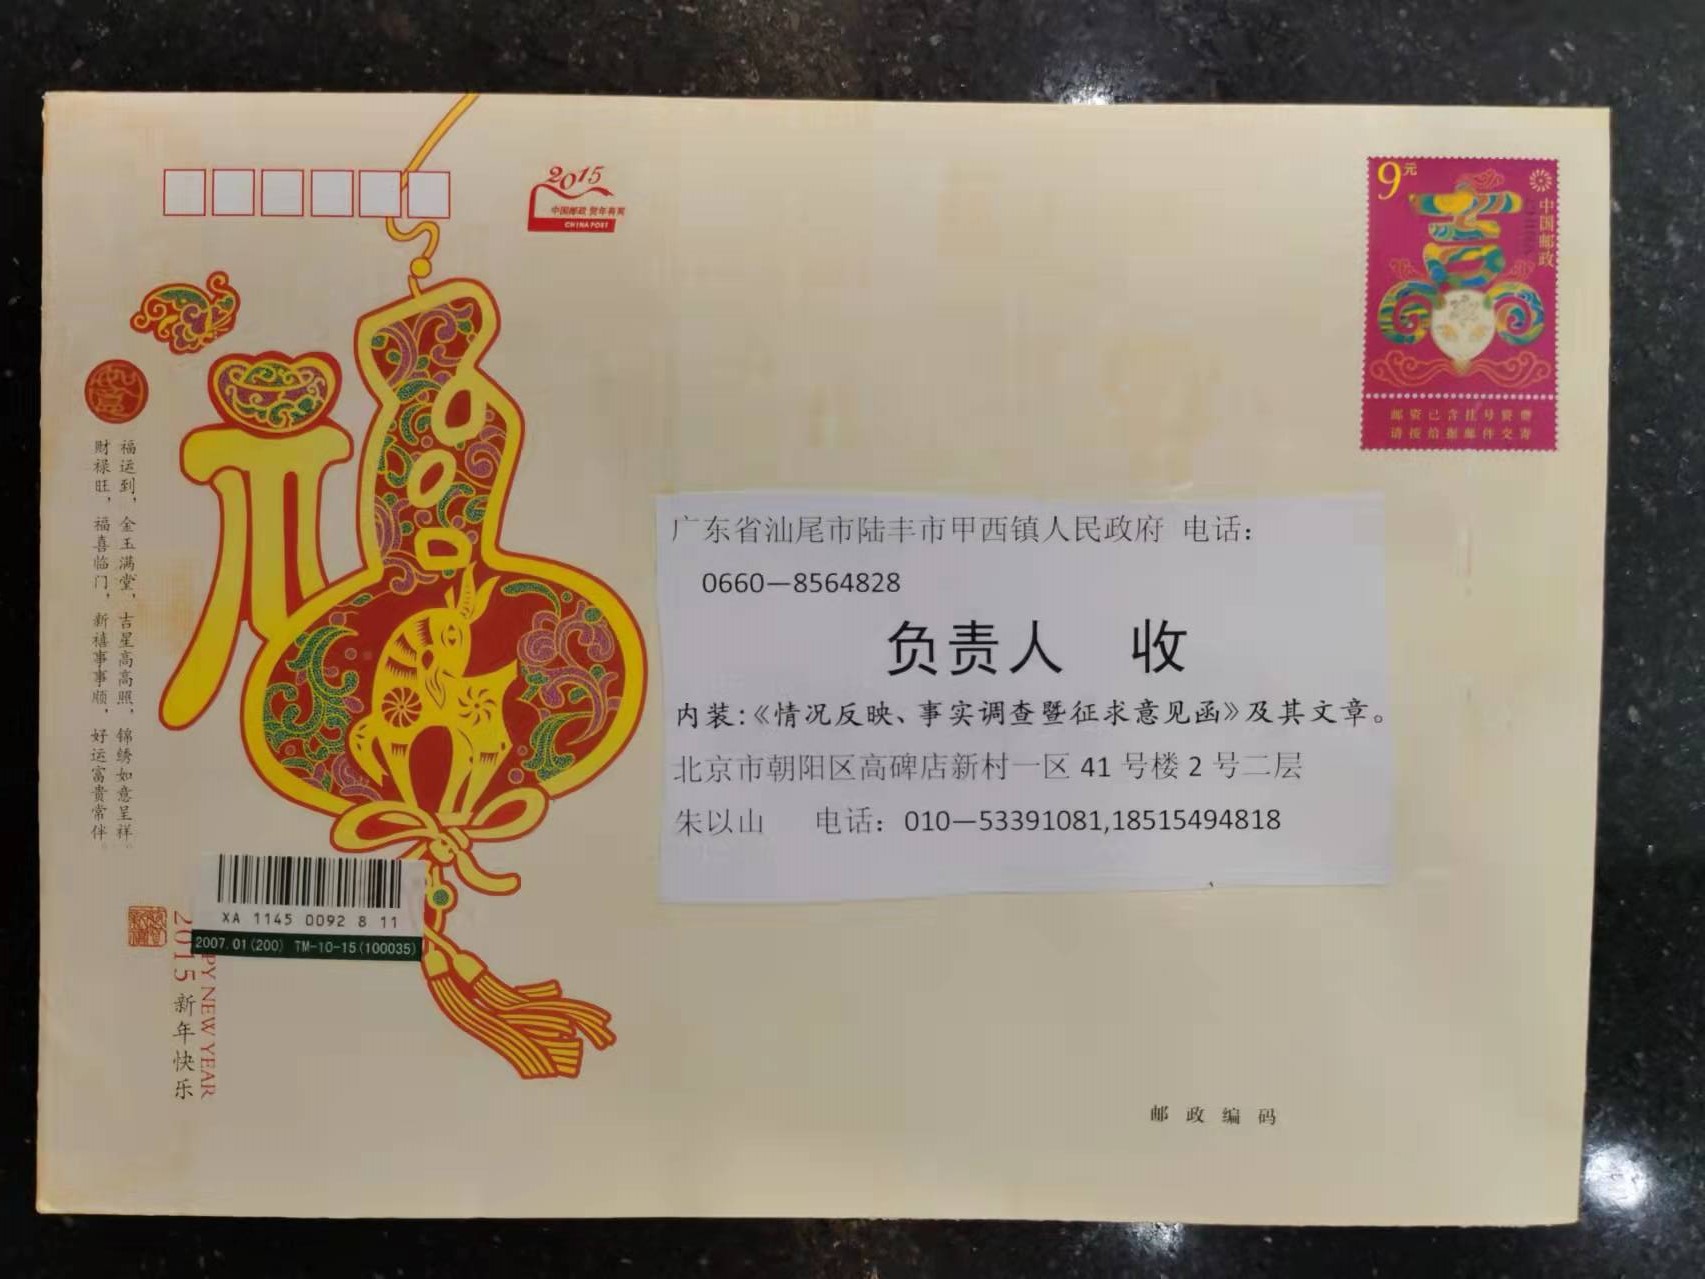 2015
中国邮政 贺年有奖
CHINA POST
9元
中国邮政
邮资已含挂号资费
请按给据邮件交寄
福运到，金玉满堂，吉星高高照，锦绣如意呈祥。
财禄旺，福喜临门，新禧事事顺，好运富贵常伴。
广东省汕尾市陆丰市甲西镇人民政府 电话：
0660—8564828
负责人 收
内装：《情况反映、事实调查暨征求意见函》及其文章。
北京市朝阳区高碑店新村一区 41 号楼 2 号二层
朱以山 电话：010—53391081,18515494818
XA 1145 0092 8 11
2007.01(200) TM-10-15(100035)
2015 新年快乐
PY NEW YEAR
邮政编码